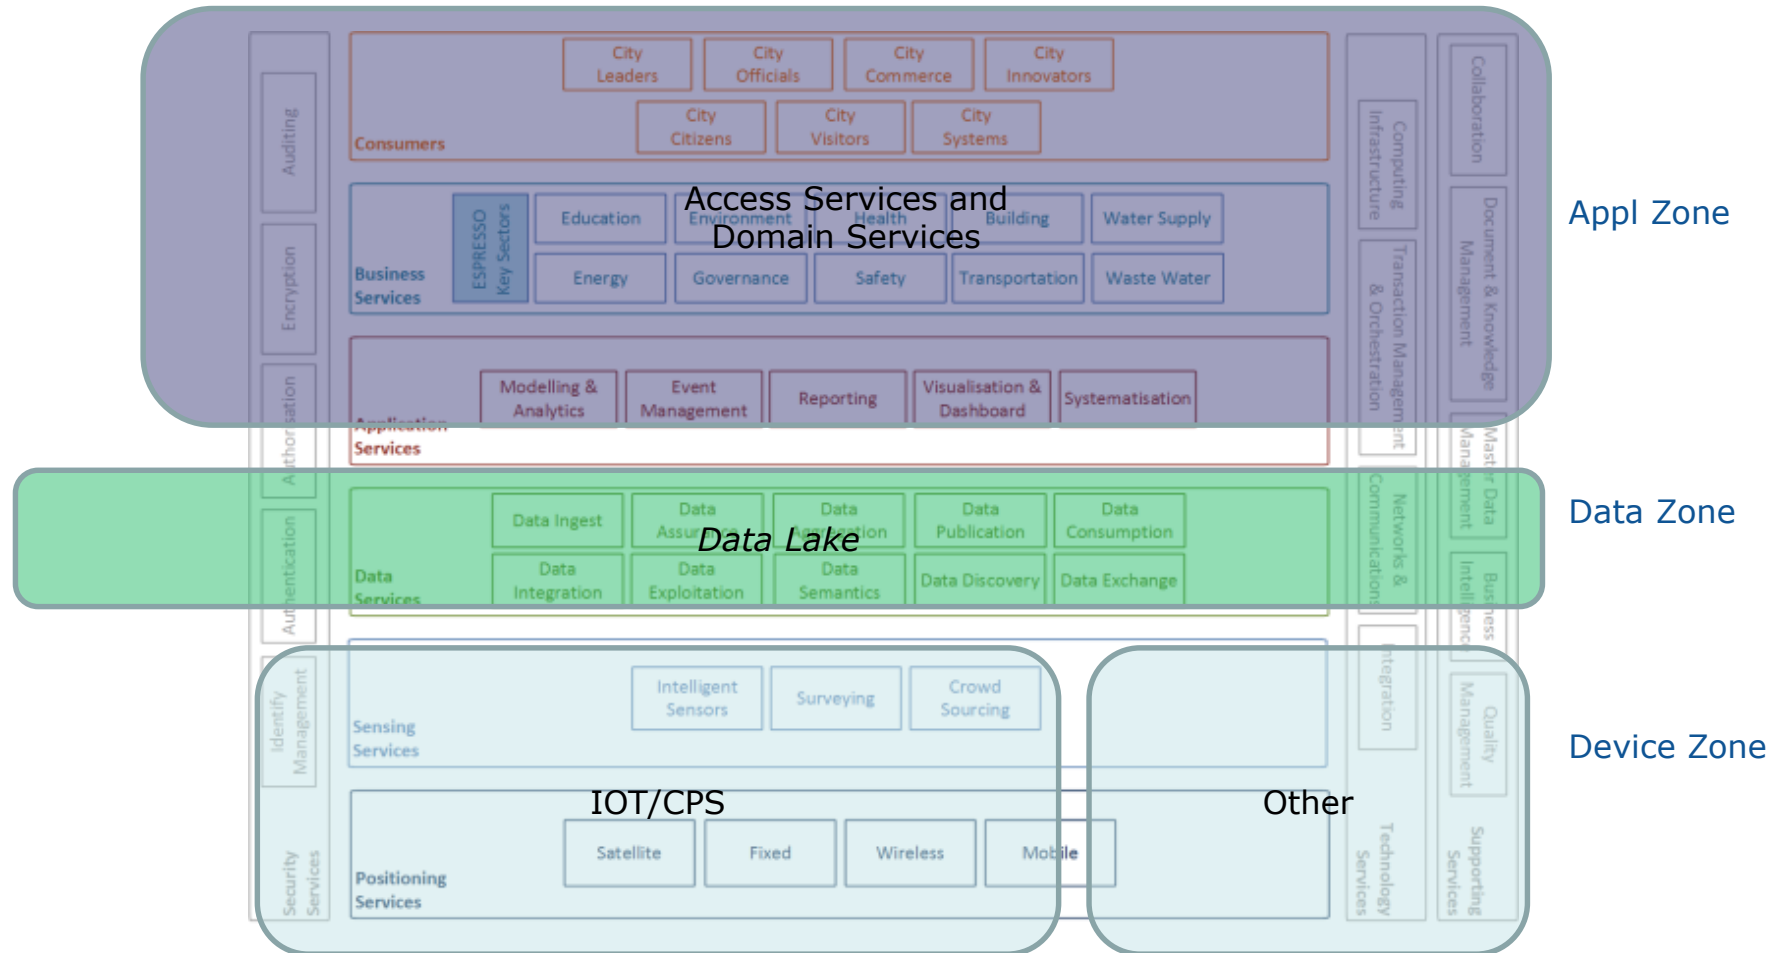 City
Leaders
City
Officials
City
Commerce
City
Innovators
City
Citizens
City
Visitors
City
Systems
Consumers
Access Services and
Domain Services
ESPRESSO
Key Sectors
Education
Environment
Health
Building
Water Supply
Energy
Governance
Safety
Transportation
Waste Water
Business
Services
Modelling &
Analytics
Event
Management
Reporting
Visualisation &
Dashboard
Systematisation
Application
Services
Data Lake
Data Ingest
Data
Assurance
Data
Aggregation
Data
Publication
Data
Consumption
Data
Integration
Data
Exploitation
Data
Semantics
Data Discovery
Data Exchange
Data
Services
Intelligent
Sensors
Surveying
Crowd
Sourcing
Sensing
Services
IOT/CPS
Other
Satellite
Fixed
Wireless
Mobile
Positioning
Services
Auditing
Encryption
Authorisation
Authentication
Identify
Management
Security
Services
Computing
Infrastructure
Transaction Management
& Orchestration
Networks &
Communications
Integration
Technology
Services
Collaboration
Document & Knowledge
Management
Master Data
Management
Business
Intelligence
Quality
Management
Supporting
Services
Appl Zone
Data Zone
Device Zone